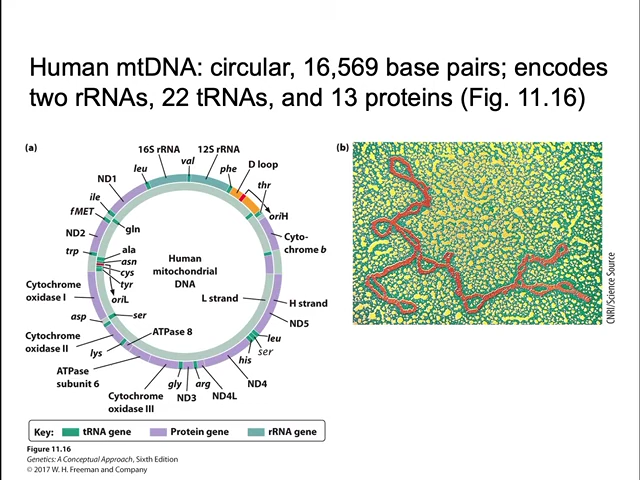 Human mtDNA: circular, 16,569 base pairs; encodes
two rRNAs, 22 tRNAs, and 13 proteins (Fig. 11.16)
(a)
16S rRNA
12S rRNA
val
leu
phe
D loop
thr
ND1
ile
oriH
fMET
gln
ND2
Cyto-
chrome b
trp
ala
asn
cys
tyr
Human
mitochondrial
DNA
Cytochrome
oxidase I
oriL
L strand
H strand
asp
ser
ND5
ATPase 8
Cytochrome
oxidase II
leu
ser
lys
his
ATPase
subunit 6
gly
arg
ND4
Cytochrome
oxidase III
ND3
ND4L
Key:
tRNA gene
Protein gene
rRNA gene
(b)
CNRI/Science Source
Figure 11.16
Genetics: A Conceptual Approach, Sixth Edition
© 2017 W. H. Freeman and Company